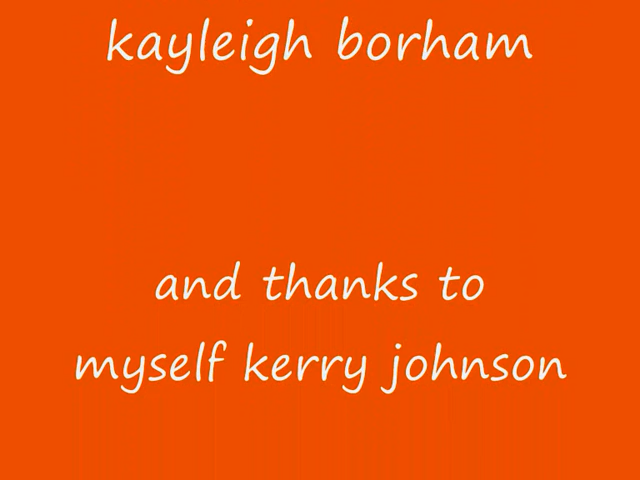 kayleigh borham
and thanks to
myself kerry johnson